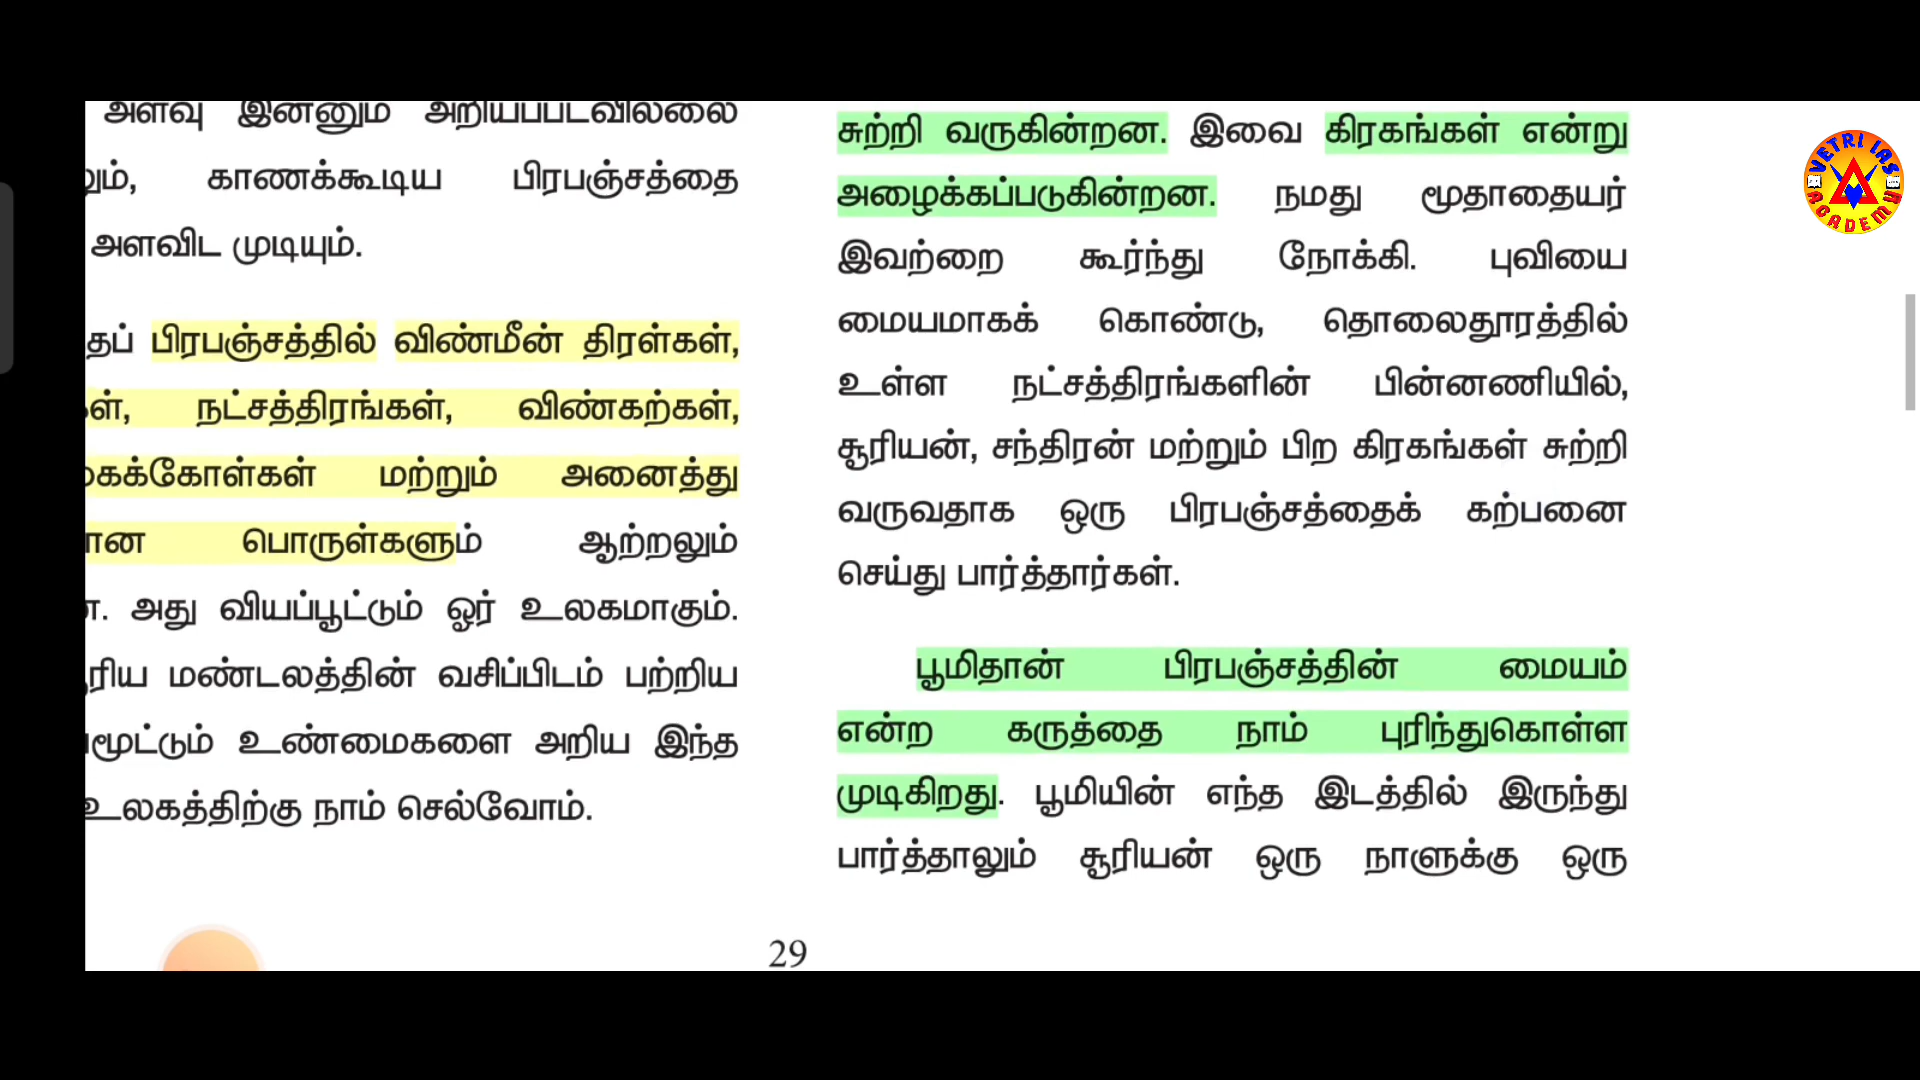 அளவு இன்னும் அறியப்படவில்லை
காணக்கூடிய பிரபஞ்சத்தை
அளவிட முடியும்.
பிரபஞ்சத்தில் விண்மீன் திரள்கள்,
நட்சத்திரங்கள், விண்கற்கள்,
மற்றும் அனைத்து
பொருள்களும் ஆற்றலும்
அது வியப்பூட்டும் ஓர் உலகமாகும்.
மண்டலத்தின் வசிப்பிடம் பற்றிய
உண்மைகளை அறிய இந்த
உலகத்திற்கு நாம் செல்வோம்.
சுற்றி வருகின்றன. இவை கிரகங்கள் என்று
அழைக்கப்படுகின்றன. நமது மூதாதையர்
இவற்றை கூர்ந்து நோக்கி. புவியை
மையமாகக் கொண்டு, தொலைதூரத்தில்
உள்ள நட்சத்திரங்களின் பின்னணியில்,
சூரியன், சந்திரன் மற்றும் பிற கிரகங்கள் சுற்றி
வருவதாக ஒரு பிரபஞ்சத்தைக் கற்பனை
செய்து பார்த்தார்கள்.
பூமிதான் பிரபஞ்சத்தின் மையம்
என்ற கருத்தை நாம் புரிந்துகொள்ள
முடிகிறது. பூமியின் எந்த இடத்தில் இருந்து
பார்த்தாலும் சூரியன் ஒரு நாளுக்கு ஒரு
29
VETRI IAS
ACADEMY